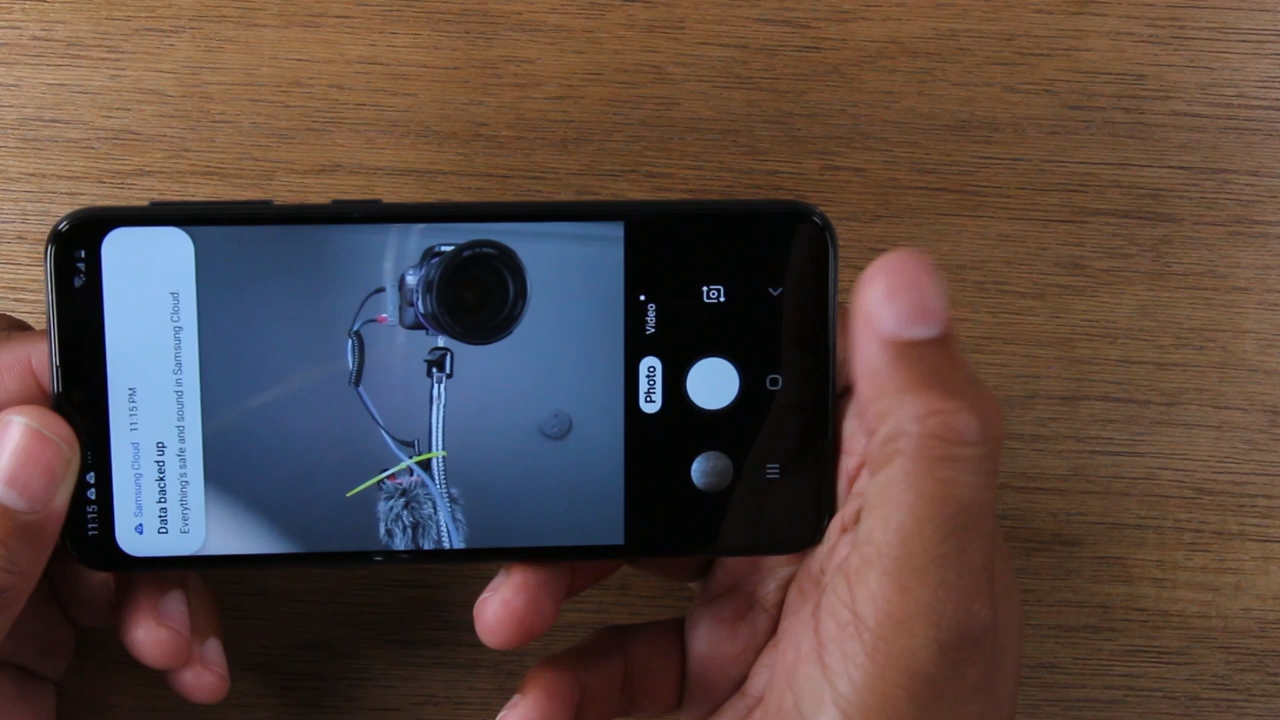 11:15
Samsung Cloud 11:15 PM
Data backed up
Everything's safe and sound in Samsung Cloud.
Photo Video